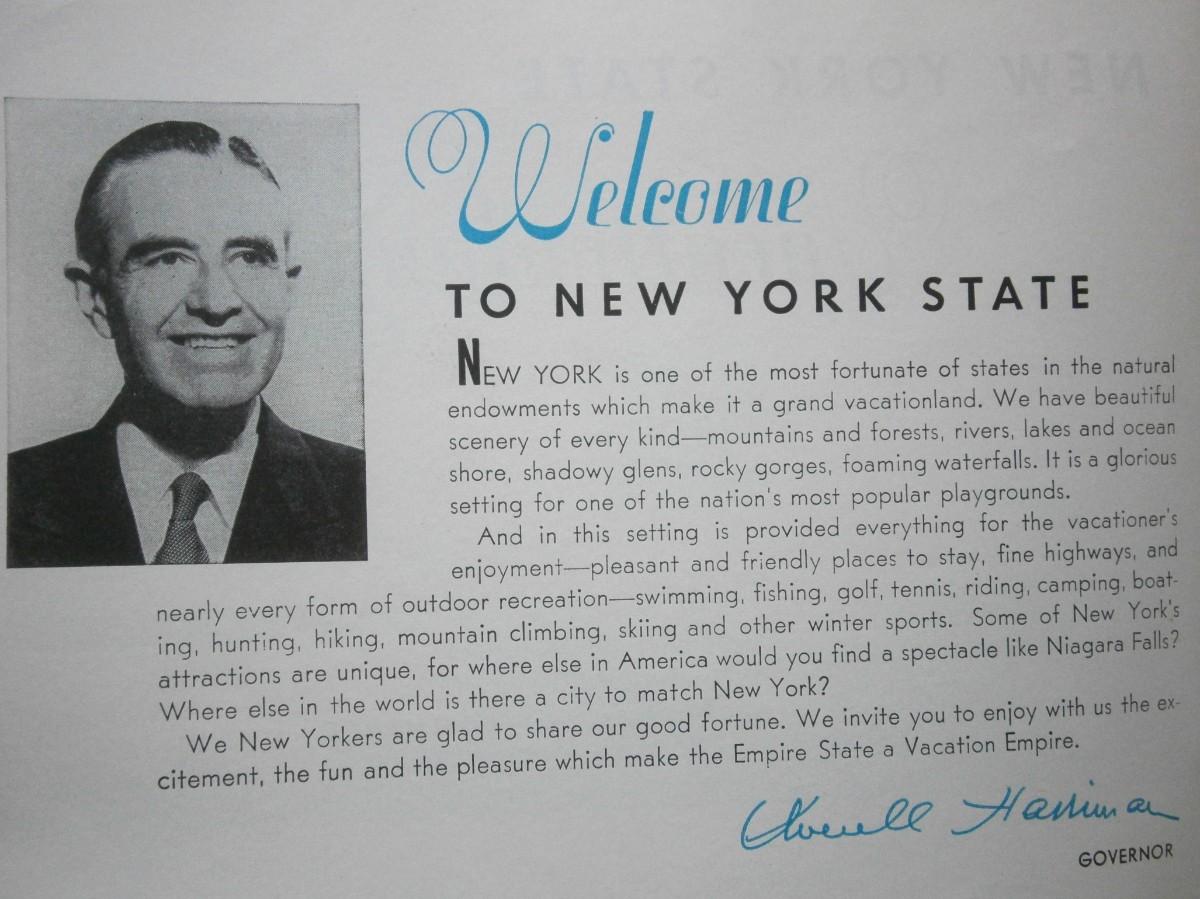 NEW YORK STATE
Welcome
TO NEW YORK STATE
NEW YORK is one of the most fortunate of states in the natural
endowments which make it a grand vacationland. We have beautiful
scenery of every kind—mountains and forests, rivers, lakes and ocean
shore, shadowy glens, rocky gorges, foaming waterfalls. It is a glorious
setting for one of the nation's most popular playgrounds.
And in this setting is provided everything for the vacationer's
enjoyment—pleasant and friendly places to stay, fine highways, and
nearly every form of outdoor recreation—swimming, fishing, golf, tennis, riding, camping, boat-
ing, hunting, hiking, mountain climbing, skiing and other winter sports. Some of New York's
attractions are unique, for where else in America would you find a spectacle like Niagara Falls?
Where else in the world is there a city to match New York?
We New Yorkers are glad to share our good fortune. We invite you to enjoy with us the ex-
citement, the fun and the pleasure which make the Empire State a Vacation Empire.
Averell Harriman
GOVERNOR